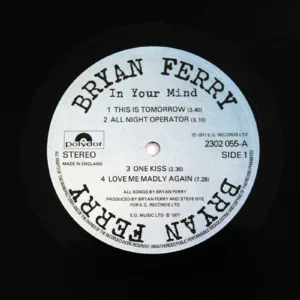 BRYAN FERRY
In Your Mind
1 THIS IS TOMORROW (3.40)
2 ALL NIGHT OPERATOR (3.10)
℗ 1977 E.G. RECORDS LTD
polydor
2302 055-A
STEREO
SIDE 1
MADE IN ENGLAND
3 ONE KISS (3.36)
4 LOVE ME MADLY AGAIN (7.28)
ALL SONGS BY BRYAN FERRY
PRODUCED BY BRYAN FERRY and STEVE NYE
for E.G. RECORDS LTD
E.G. MUSIC LTD ℗ 1977
BRYAN FERRY